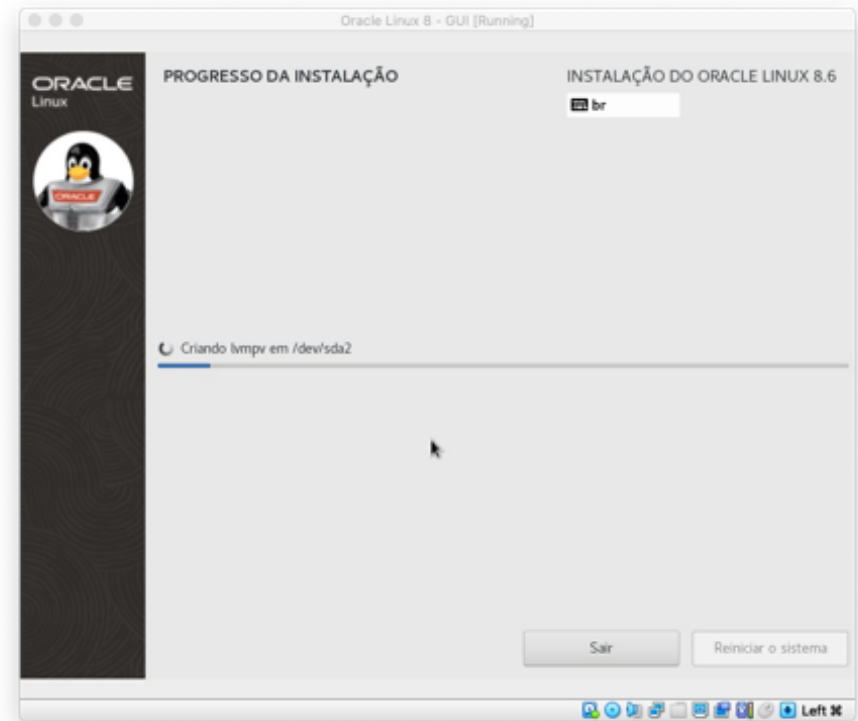 Oracle Linux 8 - GUI [Running]
ORACLE
Linux
PROGRESSO DA INSTALAÇÃO
INSTALAÇÃO DO ORACLE LINUX 8.6
br
ORACLE
Criando lvmpv em /dev/sda2
Sair
Reiniciar o sistema
Left ⌘